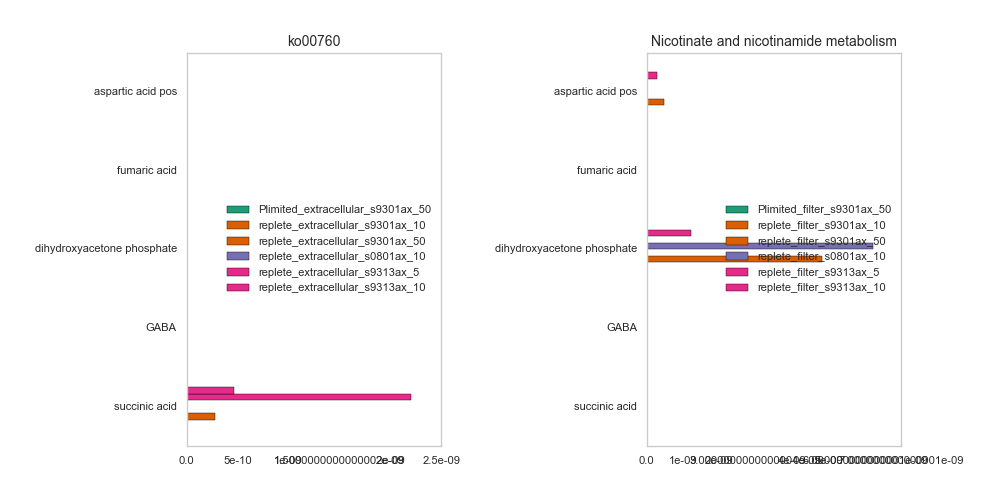 ko00760
aspartic acid pos
fumaric acid
dihydroxyacetone phosphate
GABA
succinic acid
Plimited_extracellular_s9301ax_50
replete_extracellular_s9301ax_10
replete_extracellular_s9301ax_50
replete_extracellular_s0801ax_10
replete_extracellular_s9313ax_5
replete_extracellular_s9313ax_10
0.0 5e-10 2.5e-09
Nicotinate and nicotinamide metabolism
aspartic acid pos
fumaric acid
dihydroxyacetone phosphate
GABA
succinic acid
Plimited_filter_s9301ax_50
replete_filter_s9301ax_10
replete_filter_s9301ax_50
replete_filter_s0801ax_10
replete_filter_s9313ax_5
replete_filter_s9313ax_10
0.0